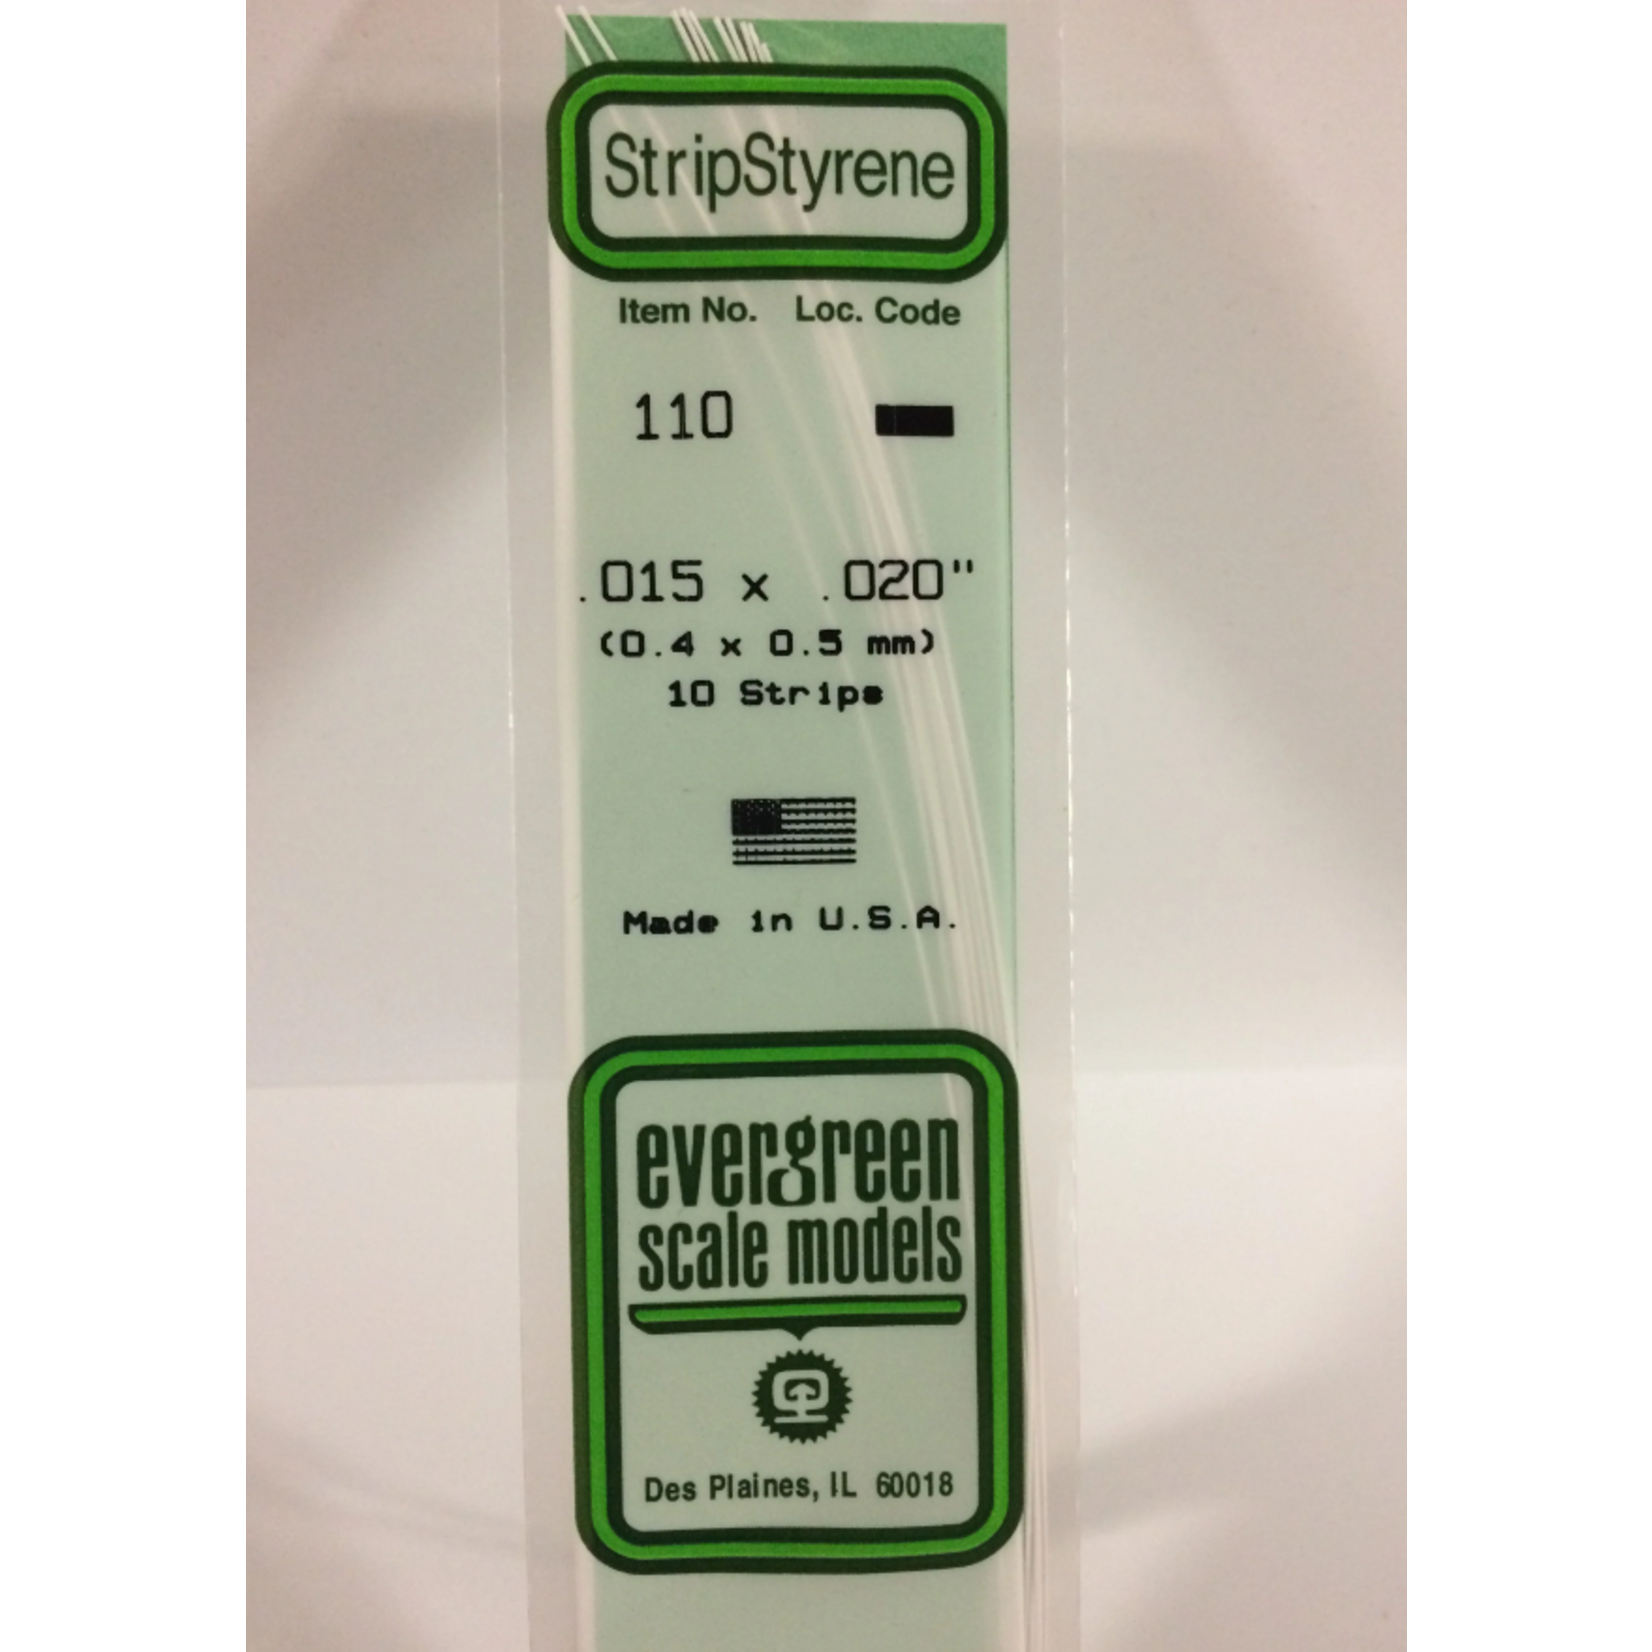 StripStyrene
Item No. Loc. Code
110
.015 x .020"
(0.4 x 0.5 mm)
10 Strips
Made in U.S.A.
evergreen
scale models
Des Plaines, IL 60018